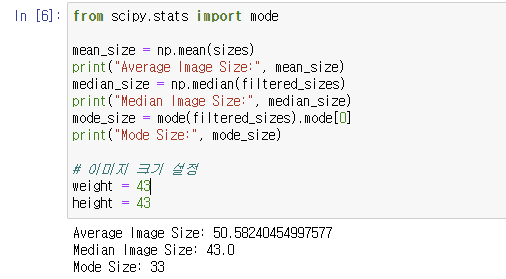 In [6]: from scipy.stats import mode
mean_size = np.mean(sizes)
print("Average Image Size:", mean_size)
median_size = np.median(filtered_sizes)
print("Median Image Size:", median_size)
mode_size = mode(filtered_sizes).mode[0]
print("Mode Size:", mode_size)
# 이미지 크기 설정
weight = 43
height = 43
Average Image Size: 50.58240454997577
Median Image Size: 43.0
Mode Size: 33